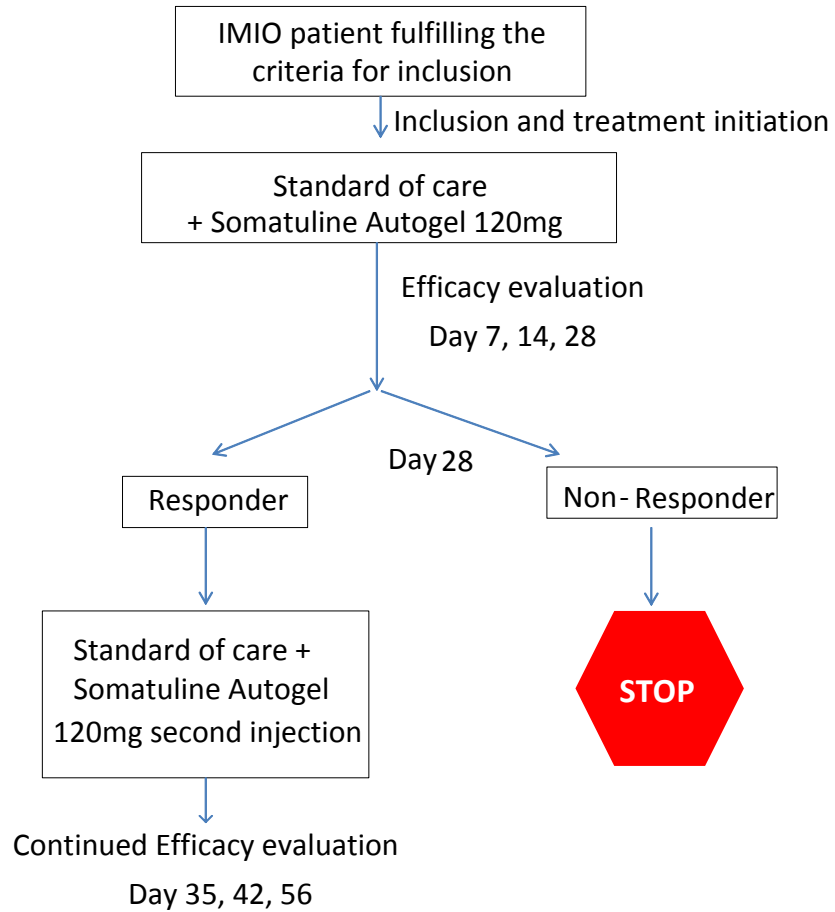 IMIO patient fulfilling the
criteria for inclusion
Inclusion and treatment initiation
Standard of care
+ Somatuline Autogel 120mg
Efficacy evaluation
Day 7, 14, 28
Day 28
Responder
Non-Responder
Standard of care +
Somatuline Autogel
120mg second injection
STOP
Continued Efficacy evaluation
Day 35, 42, 56